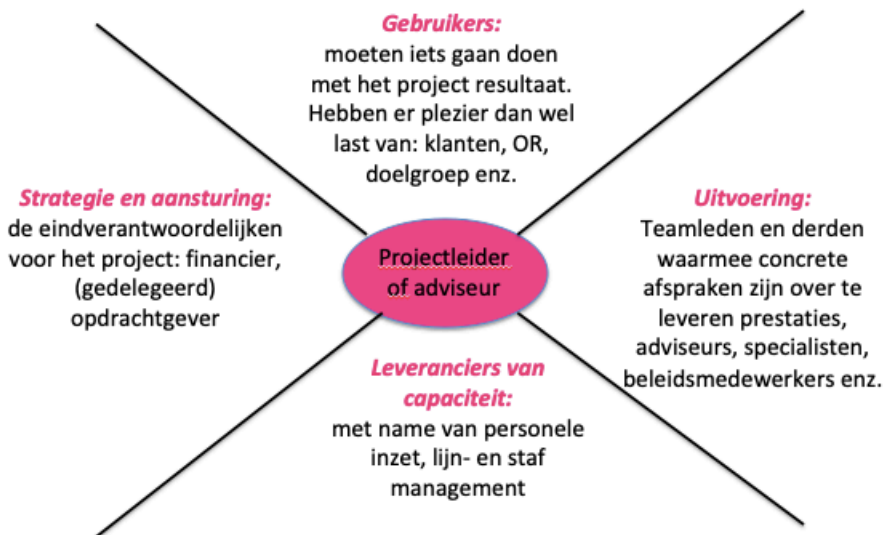 Gebruikers:
moeten iets gaan doen
met het project resultaat.
Hebben er plezier dan wel
last van: klanten, OR,
doelgroep enz.
Strategie en aansturing:
de eindverantwoordelijken
voor het project: financier,
(gedelegeerd)
opdrachtgever
Projectleider
of adviseur
Uitvoering:
Teamleden en derden
waarmee concrete
afspraken zijn over te
leveren prestaties,
adviseurs, specialisten,
beleidsmedewerkers enz.
Leveranciers van
capaciteit:
met name van personele
inzet, lijn- en staf
management